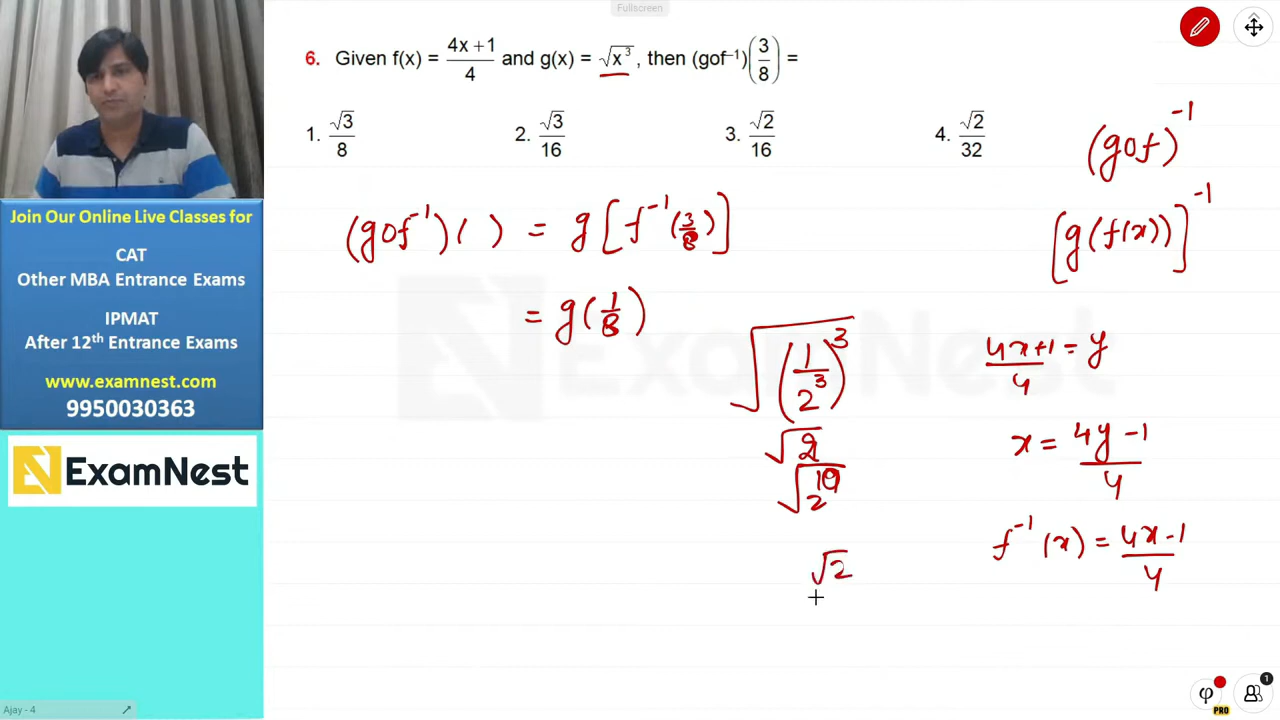 Fullscreen
6. Given f(x) = 4x +1 / 4 and g(x) = √x³, then (gof⁻¹)(3/8) =
1. √3/8 2. √3/16 3. √2/16 4. √2/32
(gof)⁻¹
(gof⁻¹)( ) = g[f⁻¹(3/8)]
[g(f(x))]⁻¹
= g(1/8)
√(1/2³)³
4x+1/4 = y
√2
√2¹⁰
x = 4y -1/4
f⁻¹(x) = 4x -1/4
√2
Join Our Online Live Classes for
CAT
Other MBA Entrance Exams
IPMAT
After 12th Entrance Exams
www.examnest.com
9950030363
ExamNest
ExamNest
Ajay - 4
φ
PRO
1